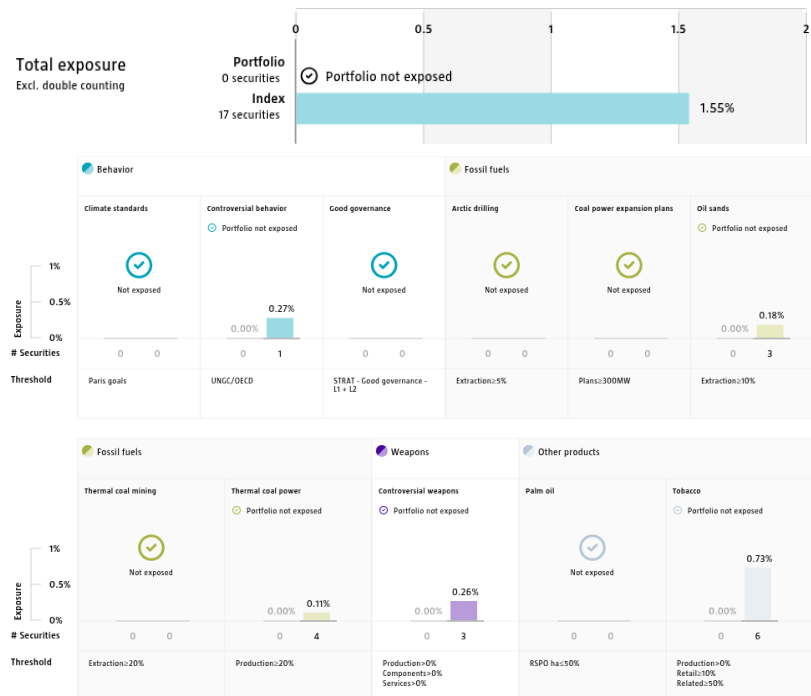 0 0.5 1 1.5 2
Total exposure
Excl. double counting
Portfolio
0 securities
Portfolio not exposed
Index
17 securities
1.55%
Behavior
Fossil fuels
Climate standards
Controversial behavior
Good governance
Arctic drilling
Coal power expansion plans
Oil sands
Portfolio not exposed
Portfolio not exposed
Not exposed
Not exposed
Not exposed
Not exposed
Exposure
1%
0.5%
0%
0.00% 0.27%
0.00% 0.18%
# Securities
0 0 0 1 0 0 0 0 0 0 0 3
Threshold
Paris goals
UNGC/OECD
STRAT - Good governance -
L1 + L2
Extraction≥5%
Plans≥300MW
Extraction≥10%
Fossil fuels
Weapons
Other products
Thermal coal mining
Thermal coal power
Controversial weapons
Palm oil
Tobacco
Portfolio not exposed
Portfolio not exposed
Portfolio not exposed
Not exposed
Not exposed
Exposure
1%
0.5%
0%
0.00% 0.11%
0.00% 0.26%
0.00% 0.73%
# Securities
0 0 0 4 0 3 0 0 0 6
Threshold
Extraction≥20%
Production≥20%
Production>0%
Components>0%
Services>0%
RSPO ha≤50%
Production>0%
Retail≥10%
Related≥50%